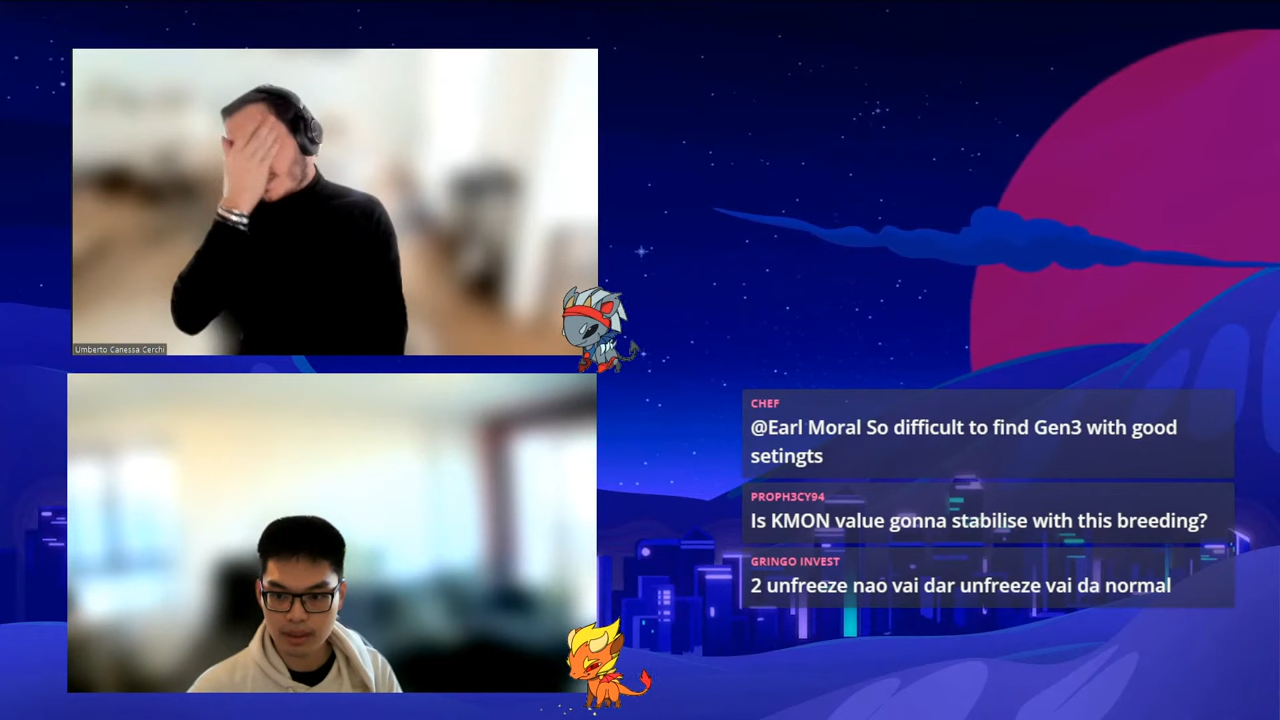 Umberto Canessa Cerchi
CHEF
@Earl Moral So difficult to find Gen3 with good
setingts
PROPH3CY94
Is KMON value gonna stabilise with this breeding?
GRINGO INVEST
2 unfreeze nao vai dar unfreeze vai da normal